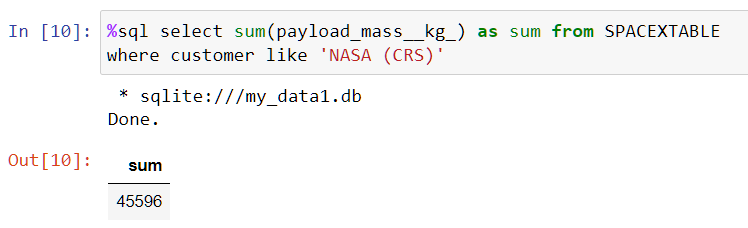 In [10]: %sql select sum(payload_mass__kg_) as sum from SPACEXTABLE
where customer like 'NASA (CRS)'
* sqlite:///my_data1.db
Done.
Out[10]: sum
45596